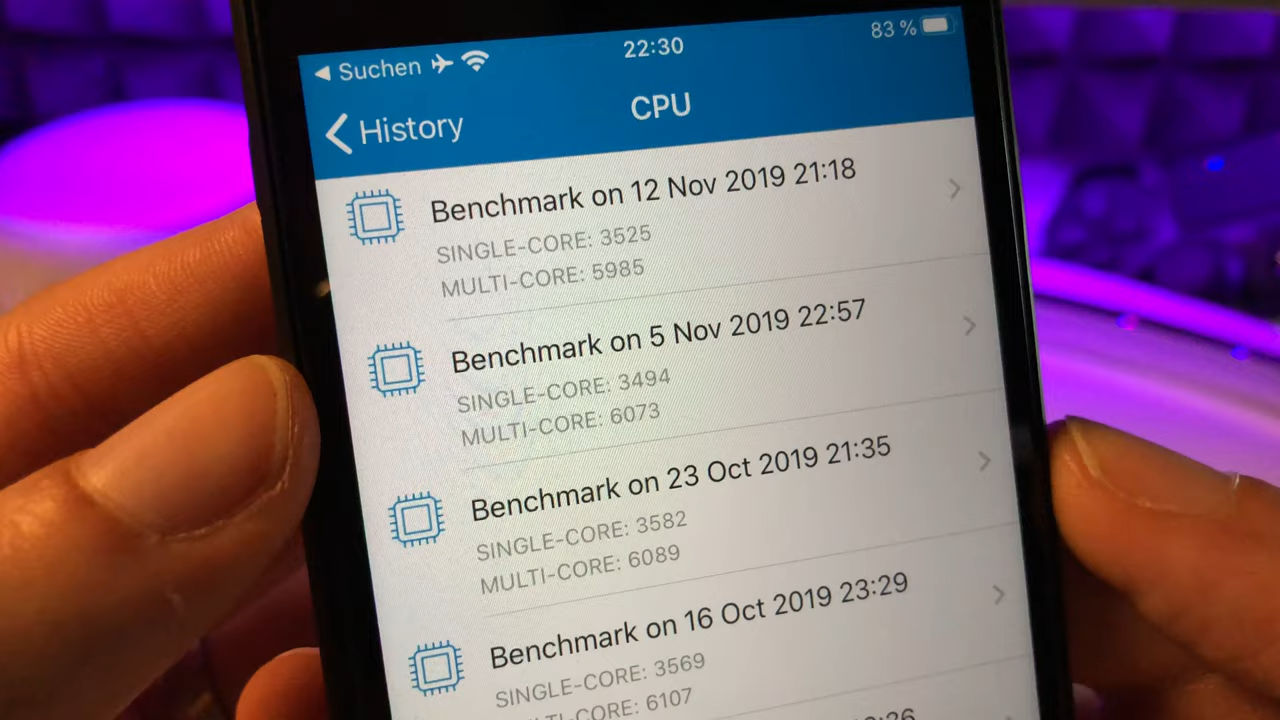 Suchen
22:30
83 %
History
CPU
Benchmark on 12 Nov 2019 21:18
SINGLE-CORE: 3525
MULTI-CORE: 5985
Benchmark on 5 Nov 2019 22:57
SINGLE-CORE: 3494
MULTI-CORE: 6073
Benchmark on 23 Oct 2019 21:35
SINGLE-CORE: 3582
MULTI-CORE: 6089
Benchmark on 16 Oct 2019 23:29
SINGLE-CORE: 3569
MULTI-CORE: 6107